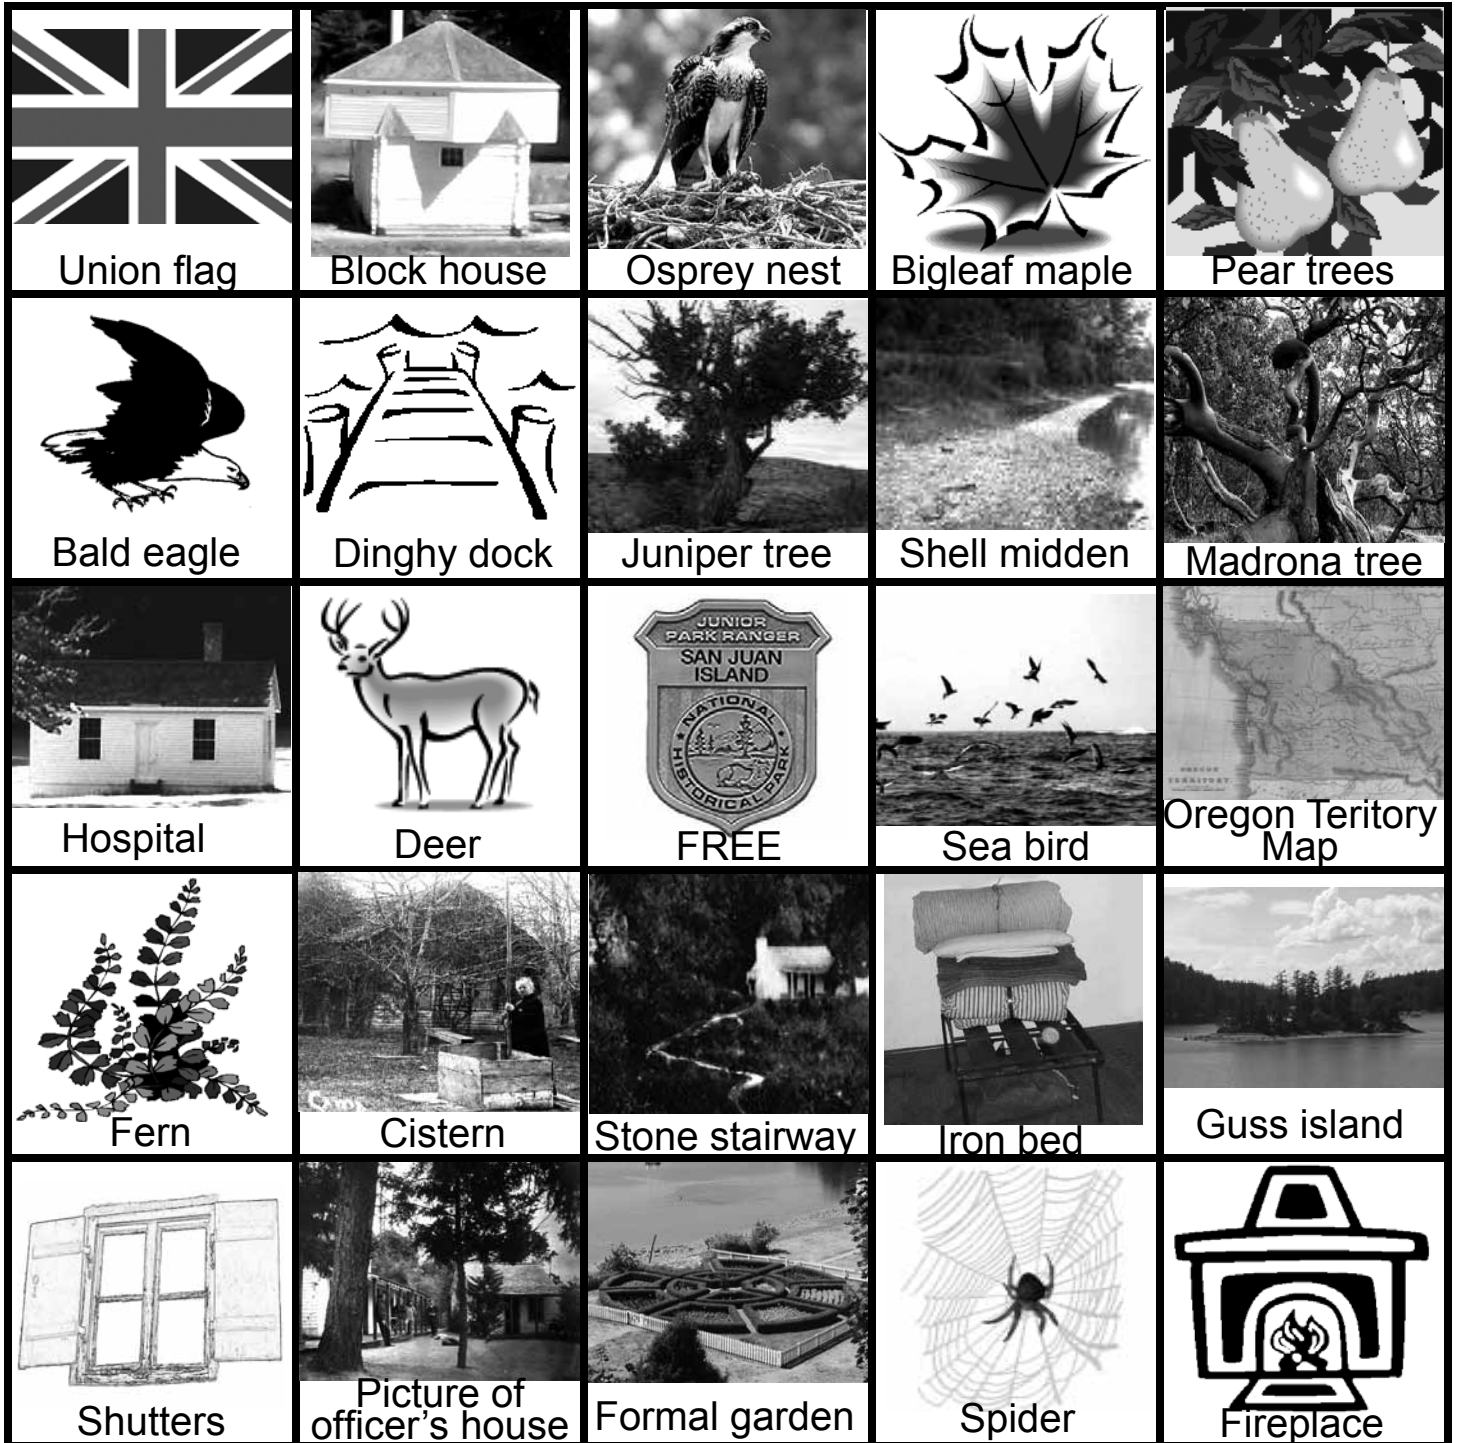 Union flag
Block house
Osprey nest
Bigleaf maple
Pear trees
Bald eagle
Dinghy dock
Juniper tree
Shell midden
Madrona tree
Hospital
Deer
JUNIOR
PARK RANGER
SAN JUAN
ISLAND
NATIONAL
HISTORICAL PARK
FREE
Sea bird
OREGON
TERRITORY
Oregon Teritory
Map
Fern
Cistern
Stone stairway
Iron bed
Guss island
Shutters
Picture of
officer's house
Formal garden
Spider
Fireplace